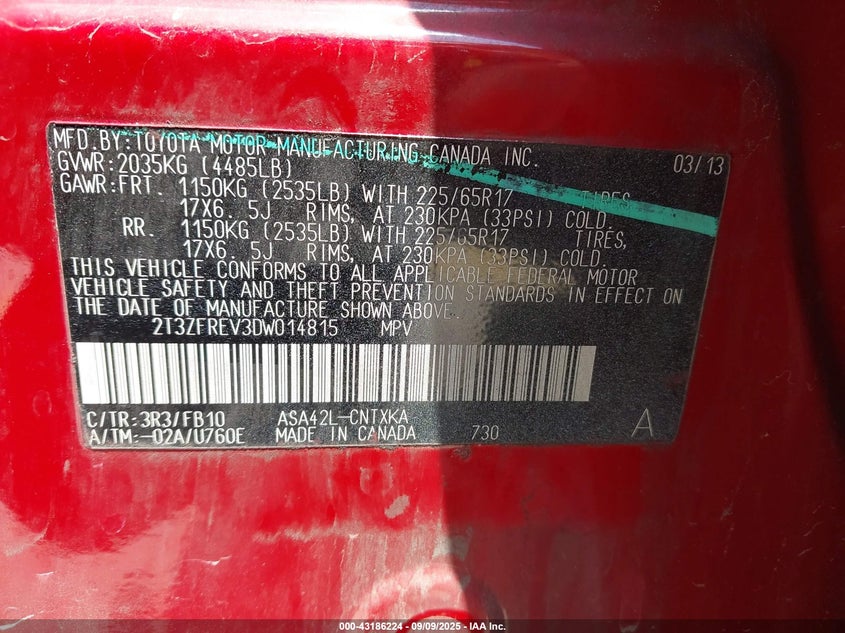 MFD.BY:TOYOTA MOTOR MANUFACTURING CANADA INC. 03/13
GVWR:2035KG (4485LB)
GAWR:FRT. 1150KG (2535LB) WITH 225/65R17 TIRES,
17X6. 5J RIMS, AT 230KPA (33PSI) COLD.
RR. 1150KG (2535LB) WITH 225/65R17 TIRES,
17X6. 5J RIMS, AT 230KPA (33PSI) COLD.
THIS VEHICLE CONFORMS TO ALL APPLICABLE FEDERAL MOTOR
VEHICLE SAFETY AND THEFT PREVENTION STANDARDS IN EFFECT ON
THE DATE OF MANUFACTURE SHOWN ABOVE.
2T3ZFREV3DW014815 MPV
C/TR:3R3/FB10 ASA42L-CNTXKA
A/TM:-02A/U760E MADE IN CANADA 730 A
000-43186224 - 09/09/2025 - IAA Inc.